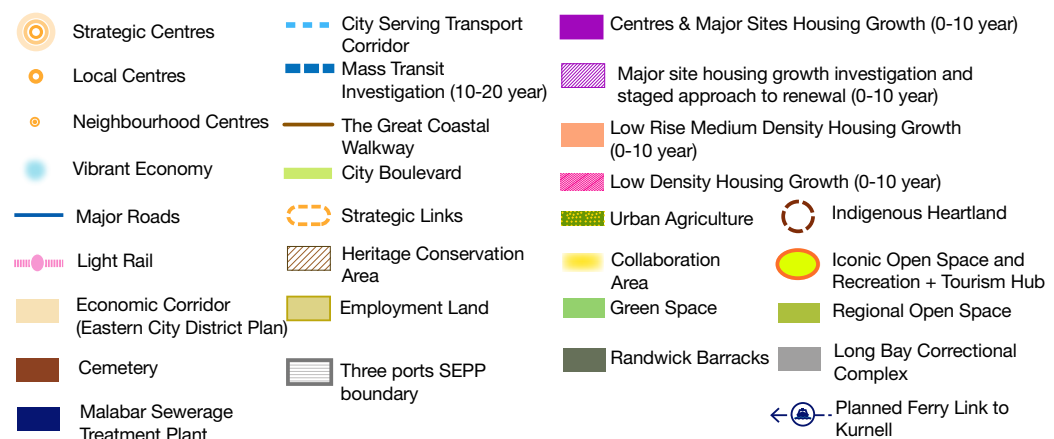 Strategic Centres
Local Centres
Neighbourhood Centres
Vibrant Economy
Major Roads
Light Rail
Economic Corridor
(Eastern City District Plan)
Cemetery
Malabar Sewerage
Treatment Plant
City Serving Transport
Corridor
Mass Transit
Investigation (10-20 year)
The Great Coastal
Walkway
City Boulevard
Strategic Links
Heritage Conservation
Area
Employment Land
Three ports SEPP
boundary
Centres & Major Sites Housing Growth (0-10 year)
Major site housing growth investigation and
staged approach to renewal (0-10 year)
Low Rise Medium Density Housing Growth
(0-10 year)
Low Density Housing Growth (0-10 year)
Urban Agriculture
Collaboration
Area
Green Space
Randwick Barracks
Indigenous Heartland
Iconic Open Space and
Recreation + Tourism Hub
Regional Open Space
Long Bay Correctional
Complex
Planned Ferry Link to
Kurnell